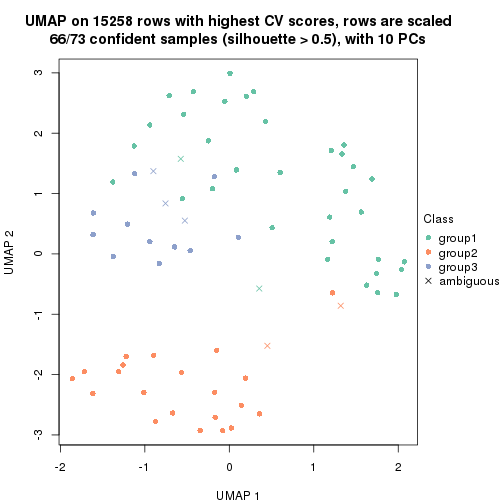 UMAP on 15258 rows with highest CV scores, rows are scaled
66/73 confident samples (silhouette > 0.5), with 10 PCs
3
2
1
0
-1
-2
-3
UMAP 2
-2
-1
0
1
2
UMAP 1
Class
group1
group2
group3
ambiguous